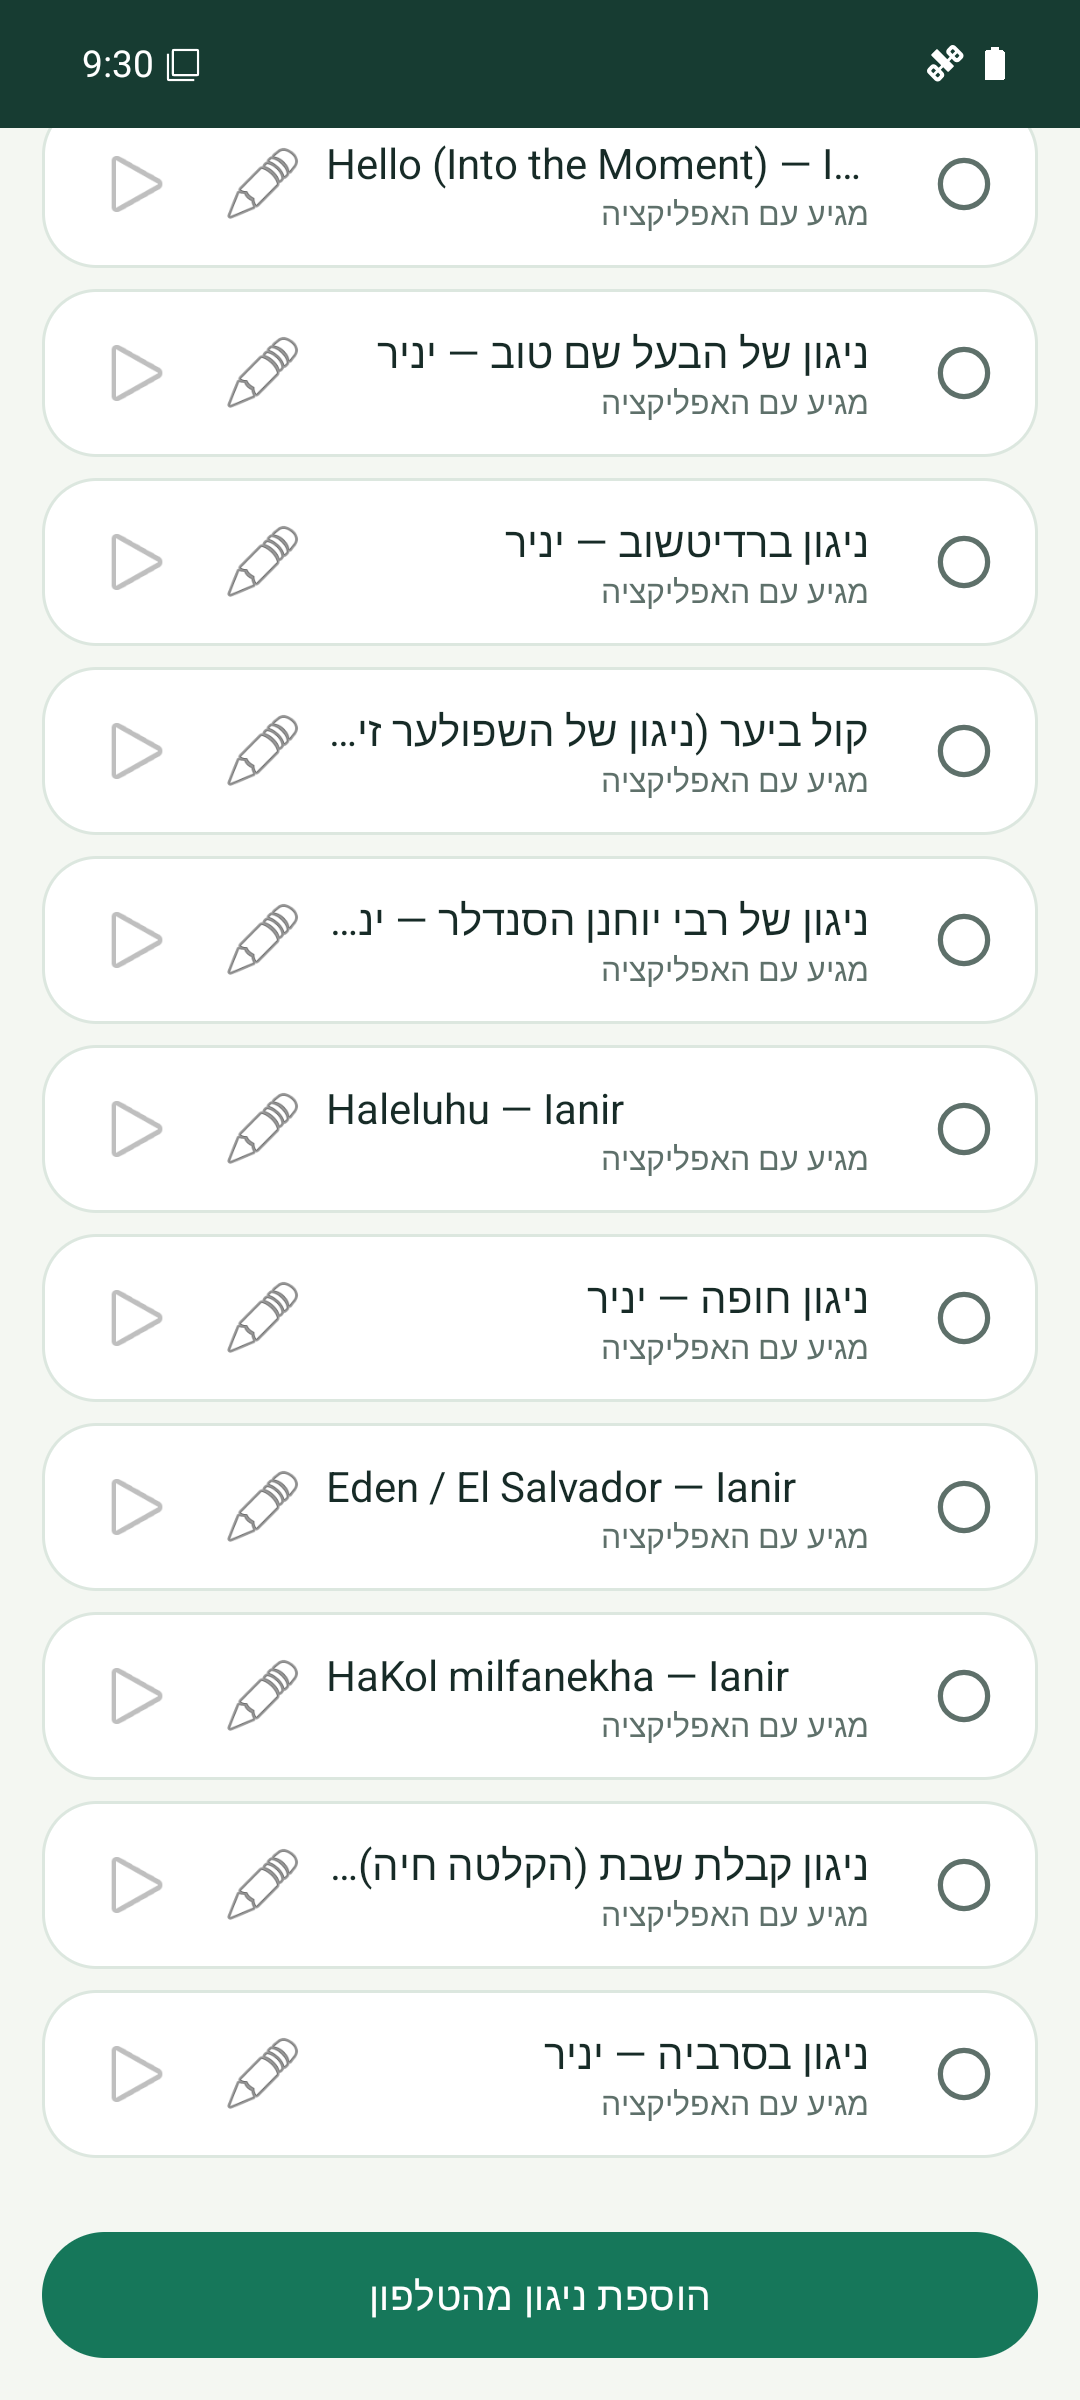 9:30
Hello (Into the Moment) — I...
מגיע עם האפליקציה
ניגון של הבעל שם טוב — יניר
מגיע עם האפליקציה
ניגון ברדיטשוב — יניר
מגיע עם האפליקציה
קול ביער (ניגון של השפולער זי...
מגיע עם האפליקציה
ניגון של רבי יוחנן הסנדלר — ינ...
מגיע עם האפליקציה
Haleluhu — Ianir
מגיע עם האפליקציה
ניגון חופה — יניר
מגיע עם האפליקציה
Eden / El Salvador — Ianir
מגיע עם האפליקציה
HaKol milfanekha — Ianir
מגיע עם האפליקציה
ניגון קבלת שבת (הקלטה חיה)...
מגיע עם האפליקציה
ניגון בסרביה — יניר
מגיע עם האפליקציה
הוספת ניגון מהטלפון